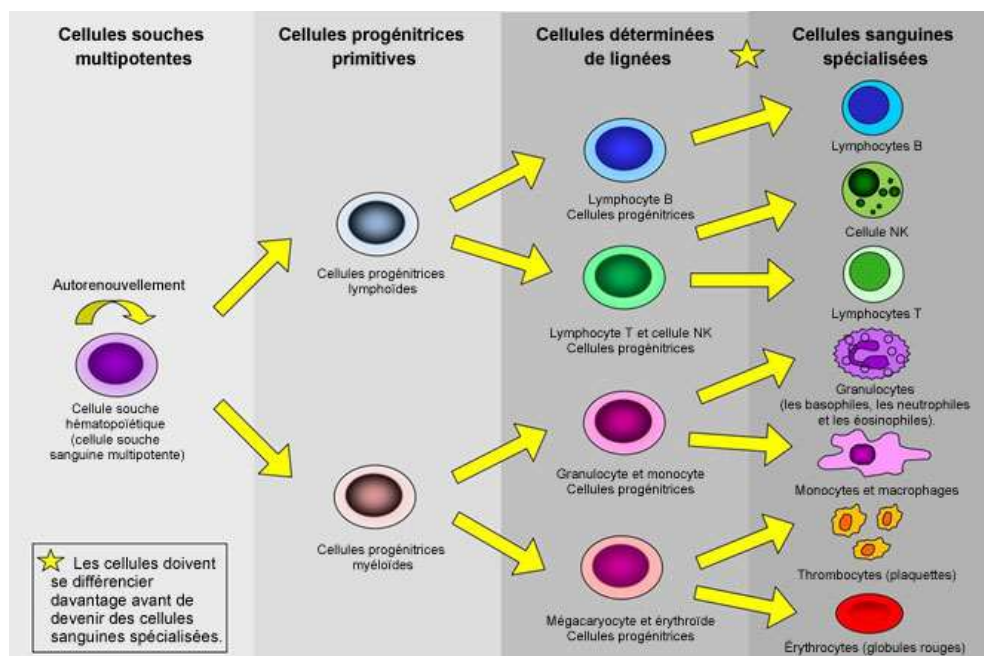 Cellules souches
multipotentes
Cellules progénitrices
primitives
Cellules déterminées
de lignées
Cellules sanguines
spécialisées
Autorenouvellement
Cellule souche
hématopoïétique
(cellule souche
sanguine multipotente)
Cellules progénitrices
lymphoïdes
Cellules progénitrices
myéloïdes
Lymphocyte B
Cellules progénitrices
Lymphocyte T et cellule NK
Cellules progénitrices
Granulocyte et monocyte
Cellules progénitrices
Mégacaryocyte et érythroïde
Cellules progénitrices
Lymphocytes B
Cellule NK
Lymphocytes T
Granulocytes
(les basophiles, les neutrophiles
et les éosinophiles).
Monocytes et macrophages
Thrombocytes (plaquettes)
Érythrocytes (globules rouges)
Les cellules doivent
se différencier
davantage avant de
devenir des cellules
sanguines spécialisées.